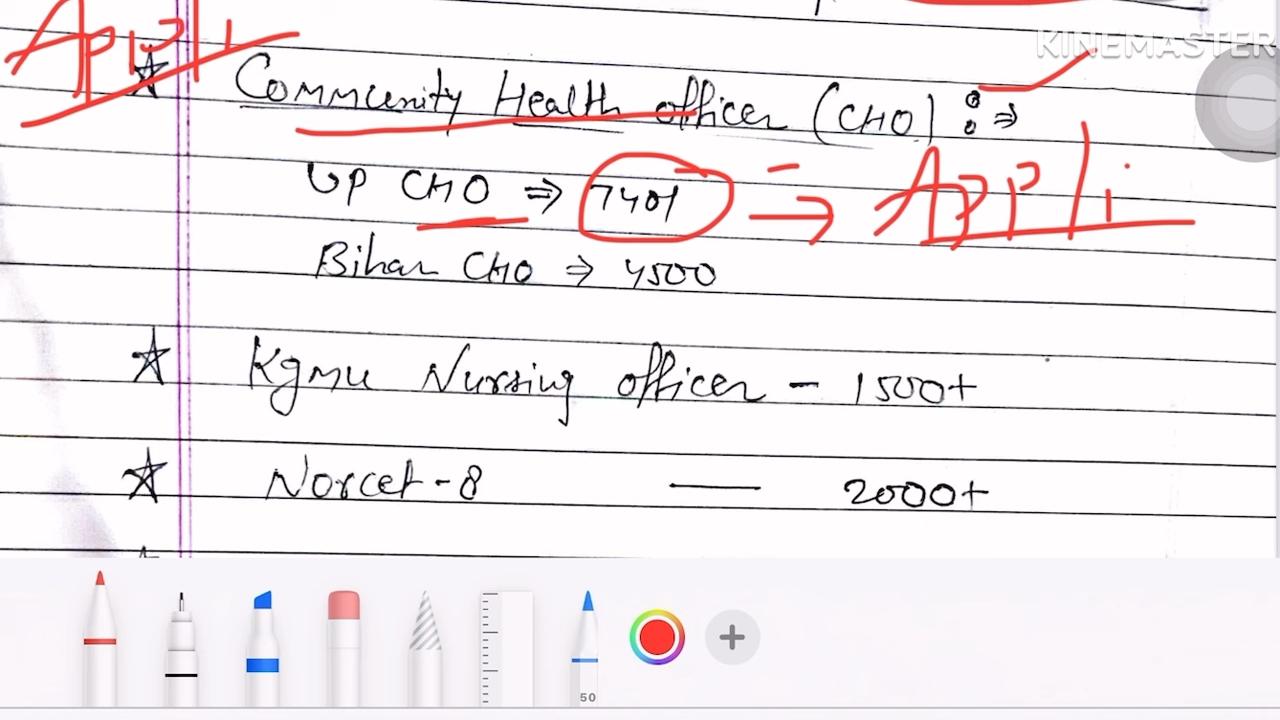 KINEMASTER
Appli
☆ Community Health officer (CHO) : ⇒
UP CHO ⇒ 7401 → Appli
Bihar CHO ⇒ 4500
☆ Kgmu Nursing officer - 1500+
☆ Norcet-8 — 2000+
50